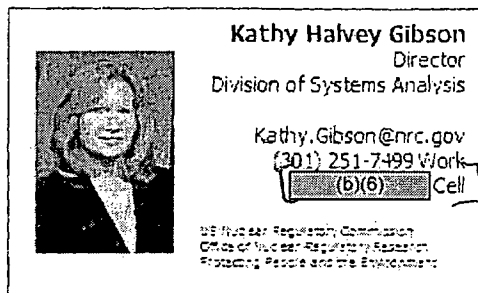 Kathy Halvey Gibson
Director
Division of Systems Analysis
Kathy.Gibson@nrc.gov
(301) 251-7499 Work
(b)(6) Cell
US Nuclear Regulatory Commission
Office of Nuclear Regulatory Research
Protecting People and the Environment